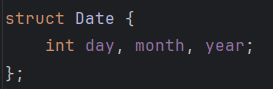 struct Date {
    int day, month, year;
};